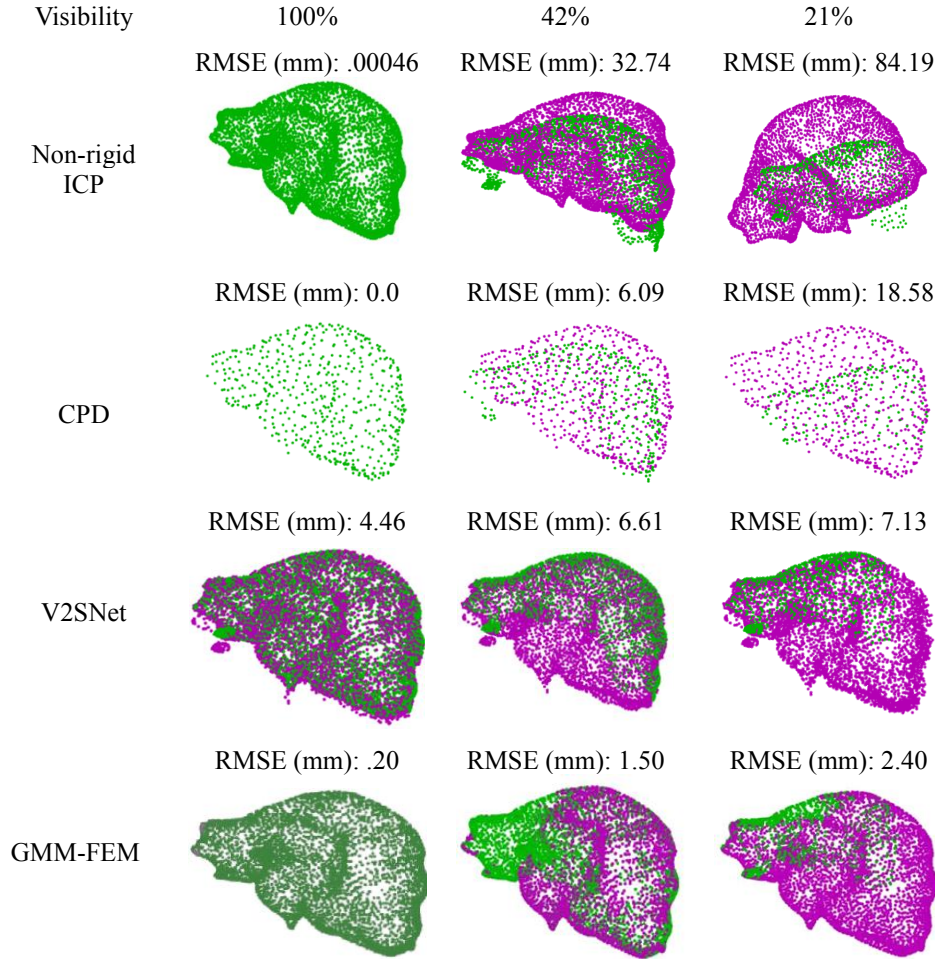 Visibility 100% 42% 21%
RMSE (mm): .00046 RMSE (mm): 32.74 RMSE (mm): 84.19
Non-rigid
ICP
RMSE (mm): 0.0 RMSE (mm): 6.09 RMSE (mm): 18.58
CPD
RMSE (mm): 4.46 RMSE (mm): 6.61 RMSE (mm): 7.13
V2SNet
RMSE (mm): .20 RMSE (mm): 1.50 RMSE (mm): 2.40
GMM-FEM